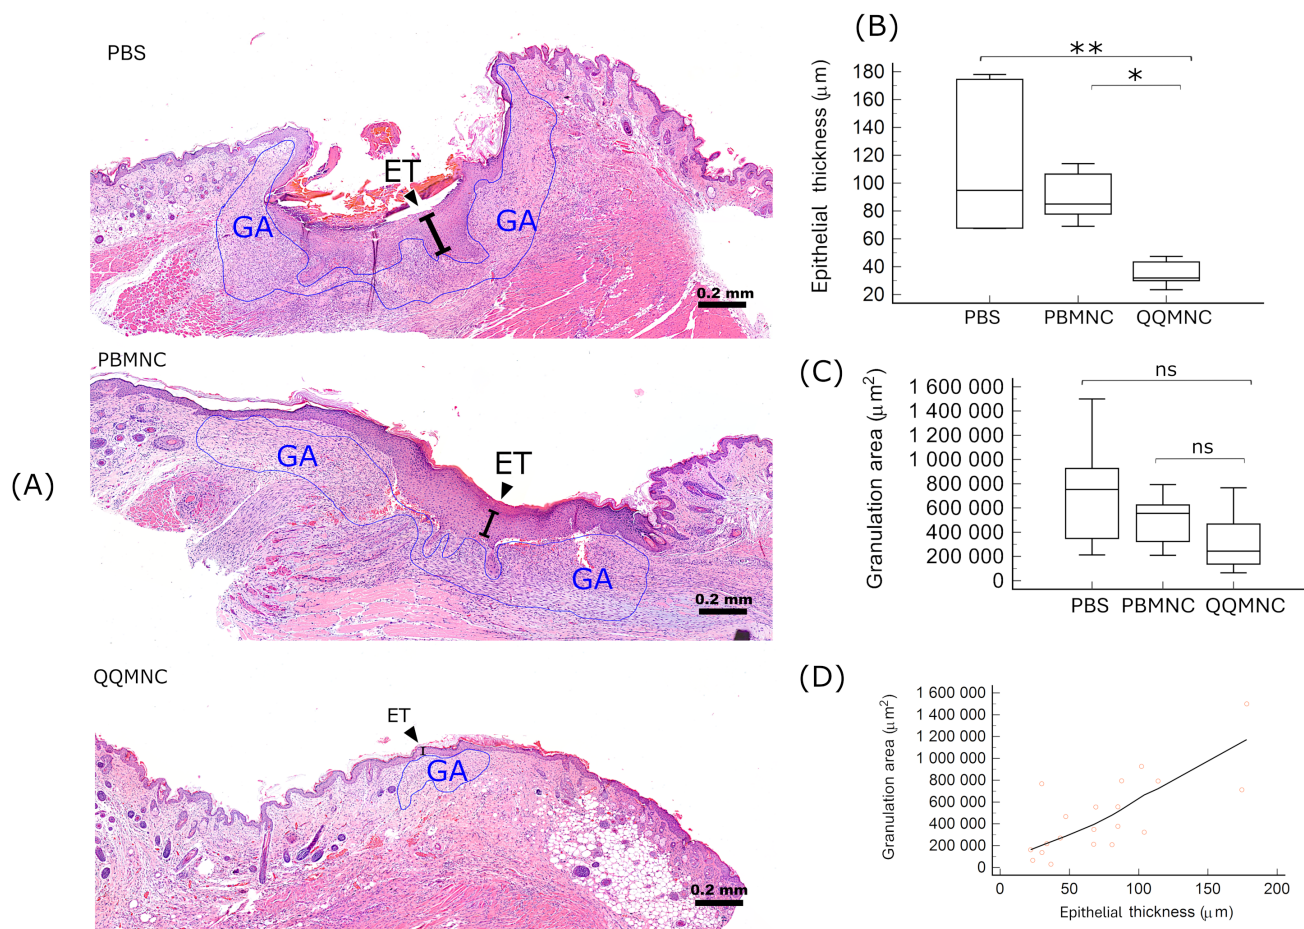 (A)
PBS
ET
GA
GA
0.2 mm
PBMNC
GA
ET
GA
0.2 mm
QQMNC
ET
GA
0.2 mm
(B)
**
*
Epithelial thickness (μm)
180
160
140
120
100
80
60
40
20
PBS PBMNC QQMNC
(C)
ns
ns
Granulation area (μm²)
1 600 000
1 400 000
1 200 000
1 000 000
800 000
600 000
400 000
200 000
0
PBS PBMNC QQMNC
(D)
Granulation area (μm²)
1 600 000
1 400 000
1 200 000
1 000 000
800 000
600 000
400 000
200 000
0
0 50 100 150 200
Epithelial thickness (μm)